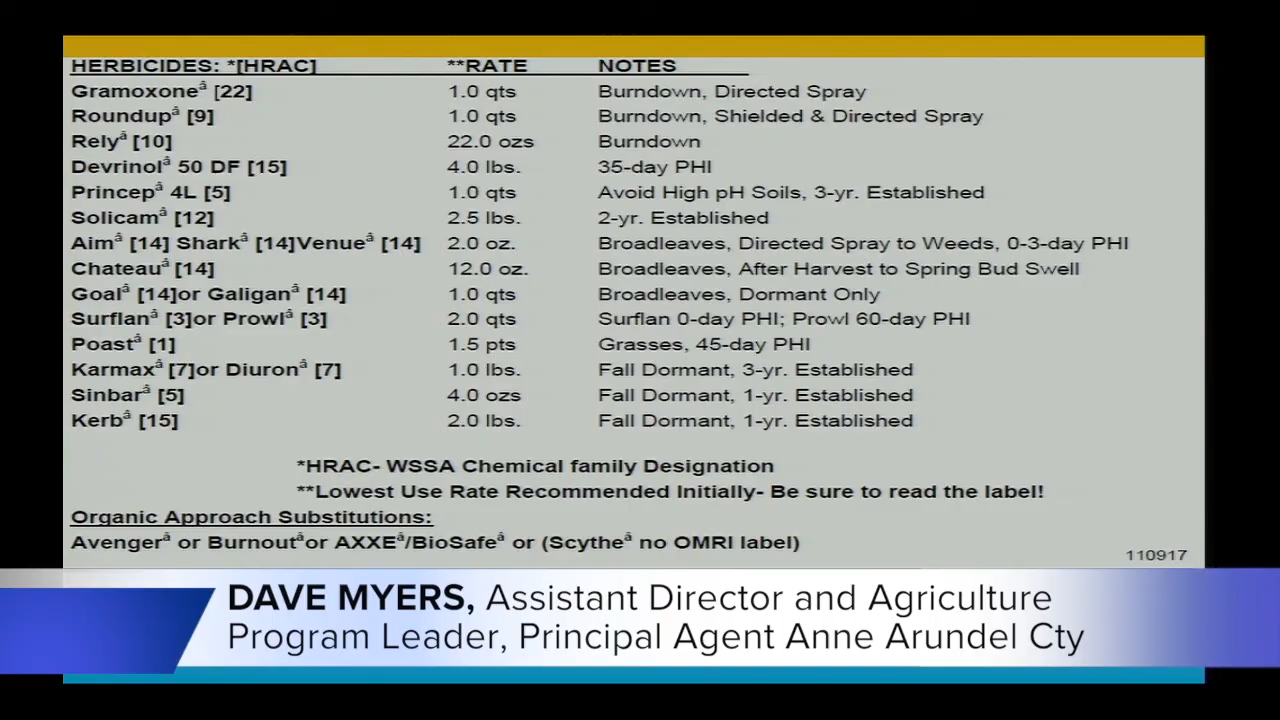 HERBICIDES: *[HRAC] **RATE NOTES
Gramoxoneâ [22] 1.0 qts Burndown, Directed Spray
Roundupâ [9] 1.0 qts Burndown, Shielded & Directed Spray
Relyâ [10] 22.0 ozs Burndown
Devrinolâ 50 DF [15] 4.0 lbs. 35-day PHI
Princepâ 4L [5] 1.0 qts Avoid High pH Soils, 3-yr. Established
Solicamâ [12] 2.5 lbs. 2-yr. Established
Aimâ [14] Sharkâ [14]Venueâ [14] 2.0 oz. Broadleaves, Directed Spray to Weeds, 0-3-day PHI
Chateauâ [14] 12.0 oz. Broadleaves, After Harvest to Spring Bud Swell
Goalâ [14]or Galiganâ [14] 1.0 qts Broadleaves, Dormant Only
Surflanâ [3]or Prowlâ [3] 2.0 qts Surflan 0-day PHI; Prowl 60-day PHI
Poastâ [1] 1.5 pts Grasses, 45-day PHI
Karmaxâ [7]or Diuronâ [7] 1.0 lbs. Fall Dormant, 3-yr. Established
Sinbarâ [5] 4.0 ozs Fall Dormant, 1-yr. Established
Kerbâ [15] 2.0 lbs. Fall Dormant, 1-yr. Established
*HRAC- WSSA Chemical family Designation
**Lowest Use Rate Recommended Initially- Be sure to read the label!
Organic Approach Substitutions:
Avengerâ or Burnoutâor AXXEâ/BioSafeâ or (Scytheâ no OMRI label)
110917
DAVE MYERS, Assistant Director and Agriculture
Program Leader, Principal Agent Anne Arundel Cty